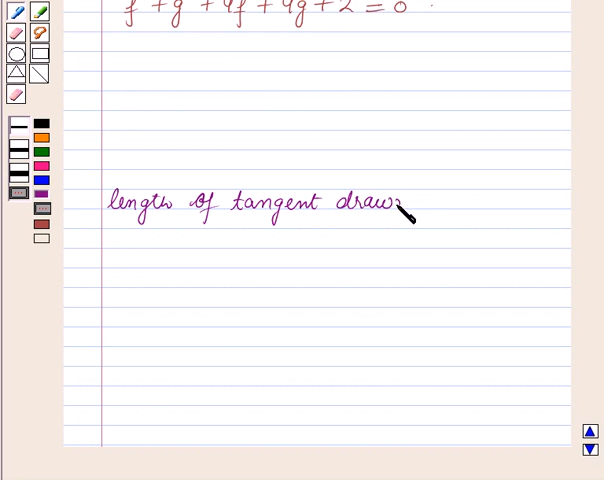 f + g + 4f + 4g + 2 = 0
length of tangent draw